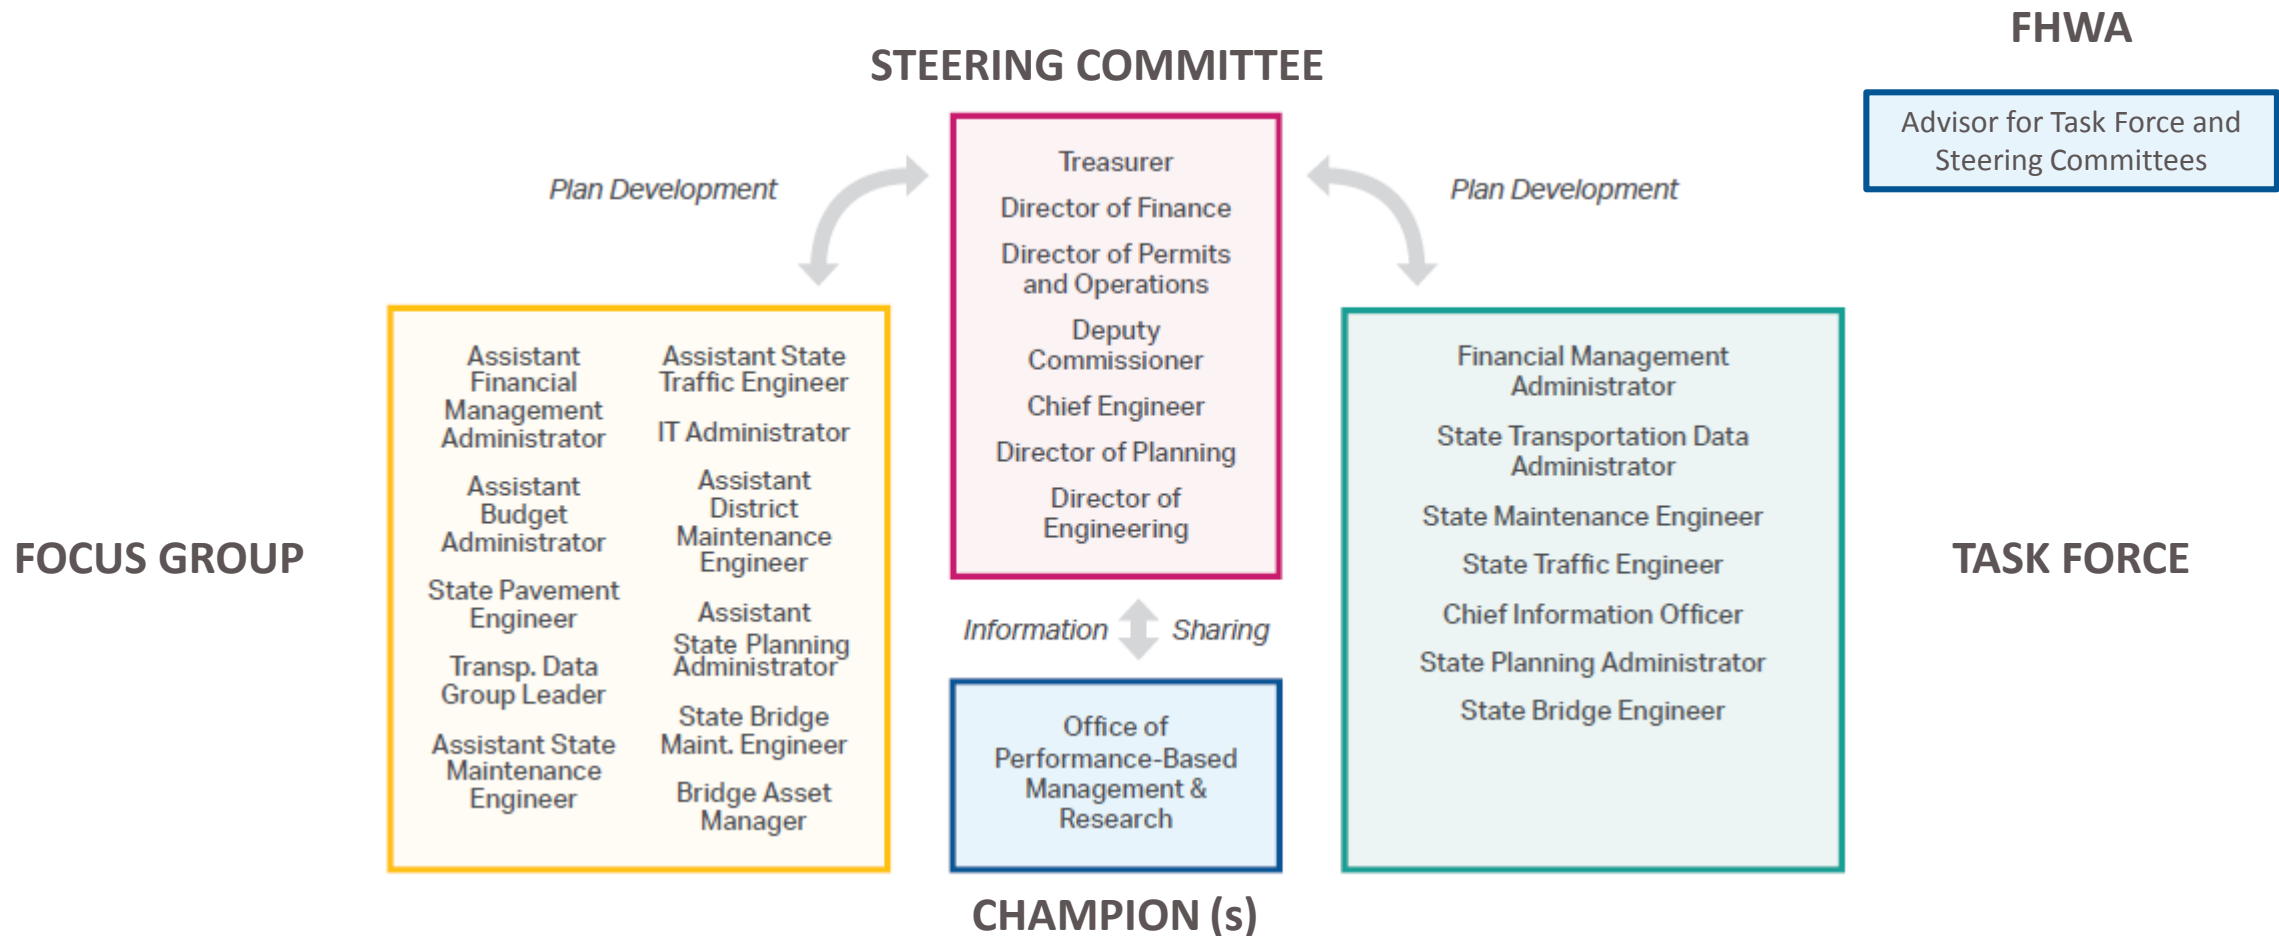 FHWA
Advisor for Task Force and
Steering Committees
STEERING COMMITTEE
Treasurer
Director of Finance
Director of Permits
and Operations
Deputy
Commissioner
Chief Engineer
Director of Planning
Director of
Engineering
Plan Development
Plan Development
FOCUS GROUP
Assistant
Financial
Management
Administrator
Assistant
Budget
Administrator
State Pavement
Engineer
Transp. Data
Group Leader
Assistant State
Maintenance
Engineer
Assistant State
Traffic Engineer
IT Administrator
Assistant
District
Maintenance
Engineer
Assistant
State Planning
Administrator
State Bridge
Maint. Engineer
Bridge Asset
Manager
Information Sharing
Office of
Performance-Based
Management &
Research
CHAMPION (s)
Financial Management
Administrator
State Transportation Data
Administrator
State Maintenance Engineer
State Traffic Engineer
Chief Information Officer
State Planning Administrator
State Bridge Engineer
TASK FORCE